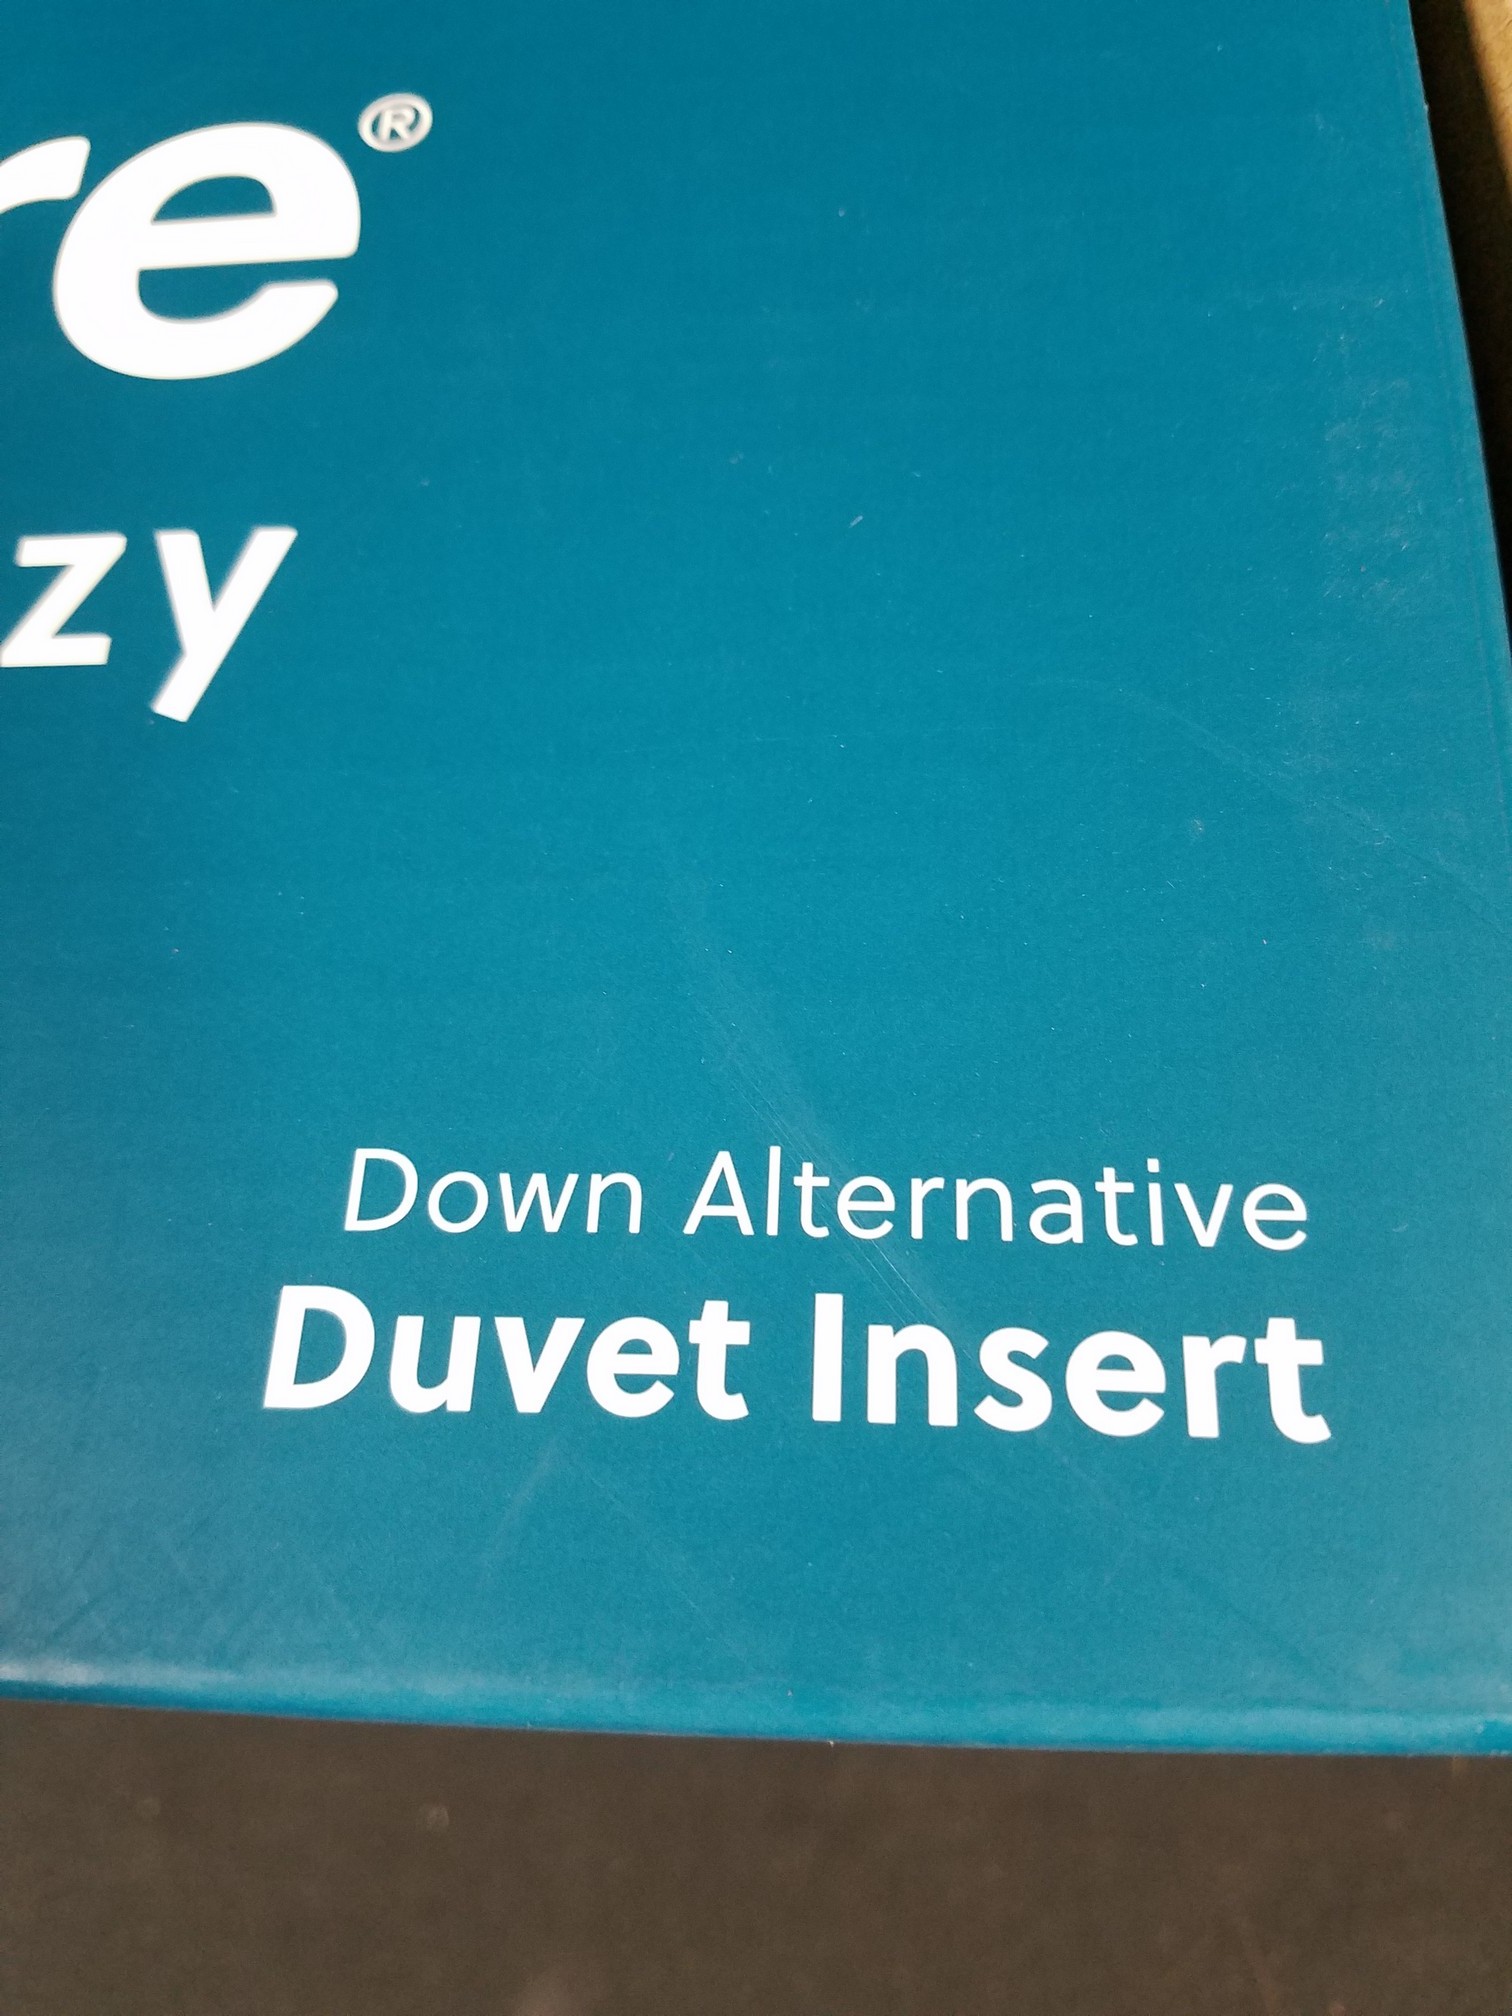 re®
zy
Down Alternative
Duvet Insert